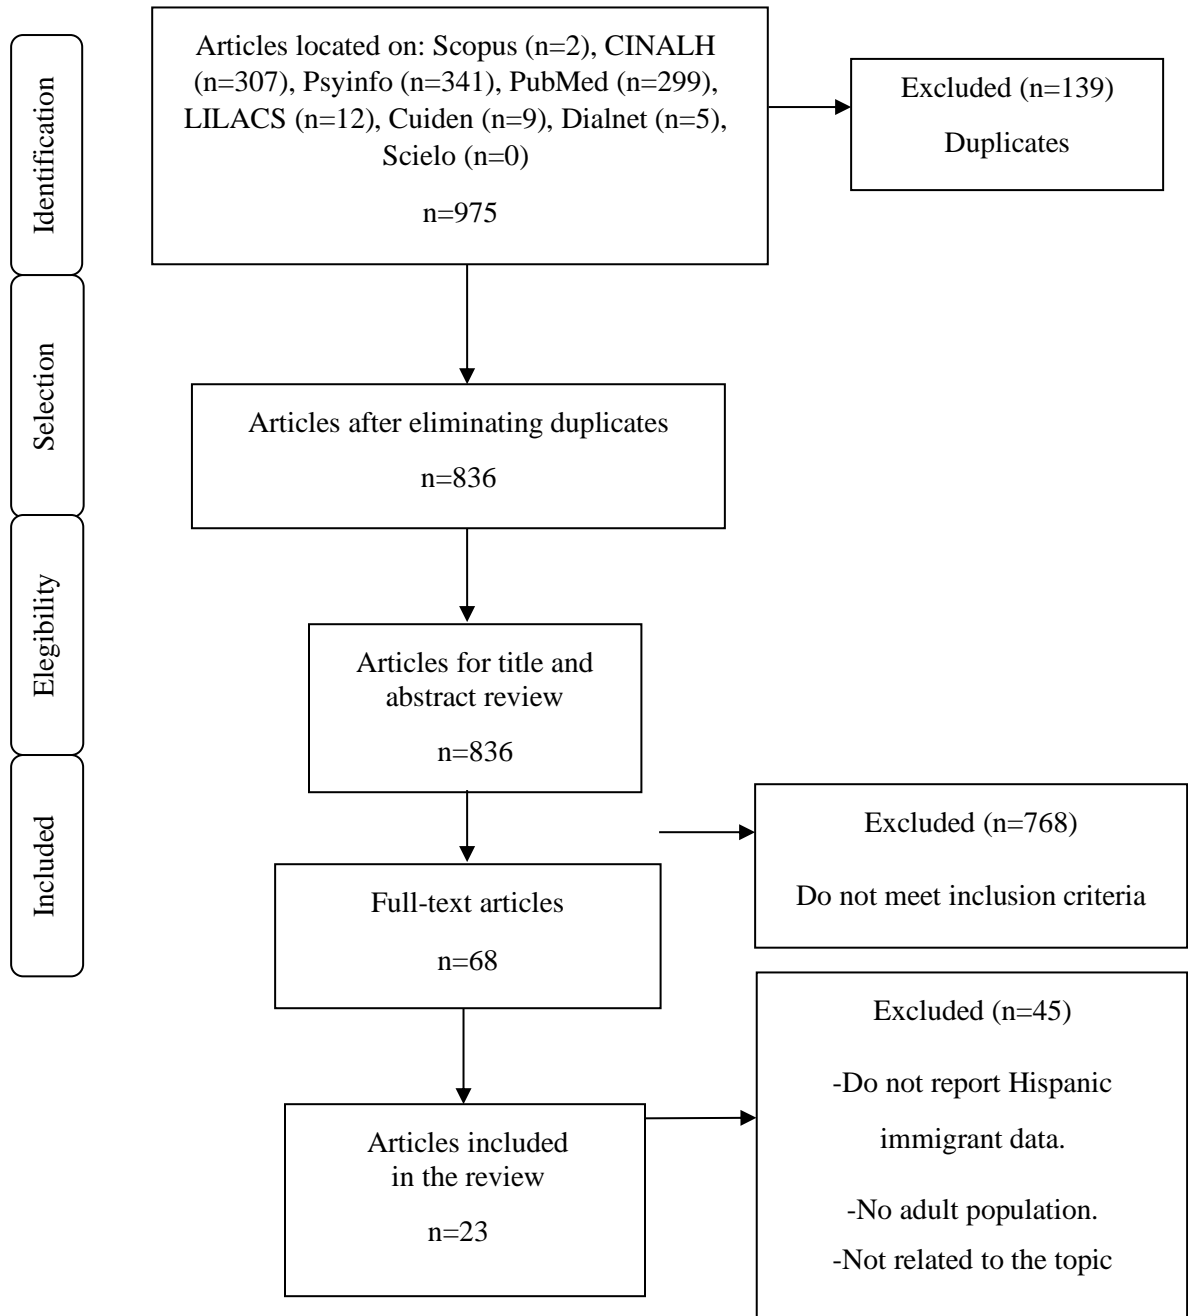 Identification
Selection
Elegibility
Included
Articles located on: Scopus (n=2), CINALH
(n=307), Psyinfo (n=341), PubMed (n=299),
LILACS (n=12), Cuiden (n=9), Dialnet (n=5),
Scielo (n=0)
n=975
Excluded (n=139)
Duplicates
Articles after eliminating duplicates
n=836
Articles for title and
abstract review
n=836
Excluded (n=768)
Do not meet inclusion criteria
Full-text articles
n=68
Excluded (n=45)
-Do not report Hispanic
immigrant data.
-No adult population.
-Not related to the topic
Articles included
in the review
n=23